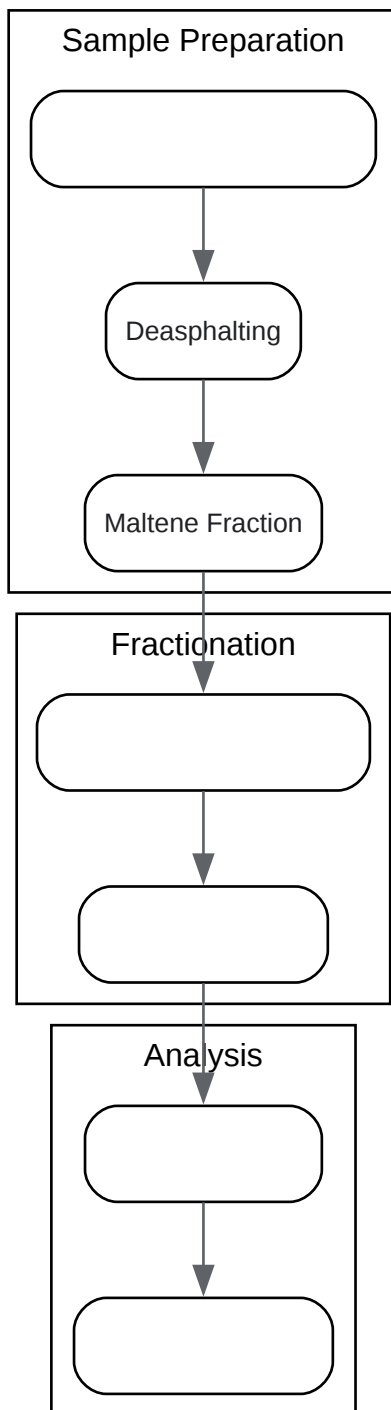 Sample Preparation
Deasphalting
Maltene Fraction
Fractionation
Analysis